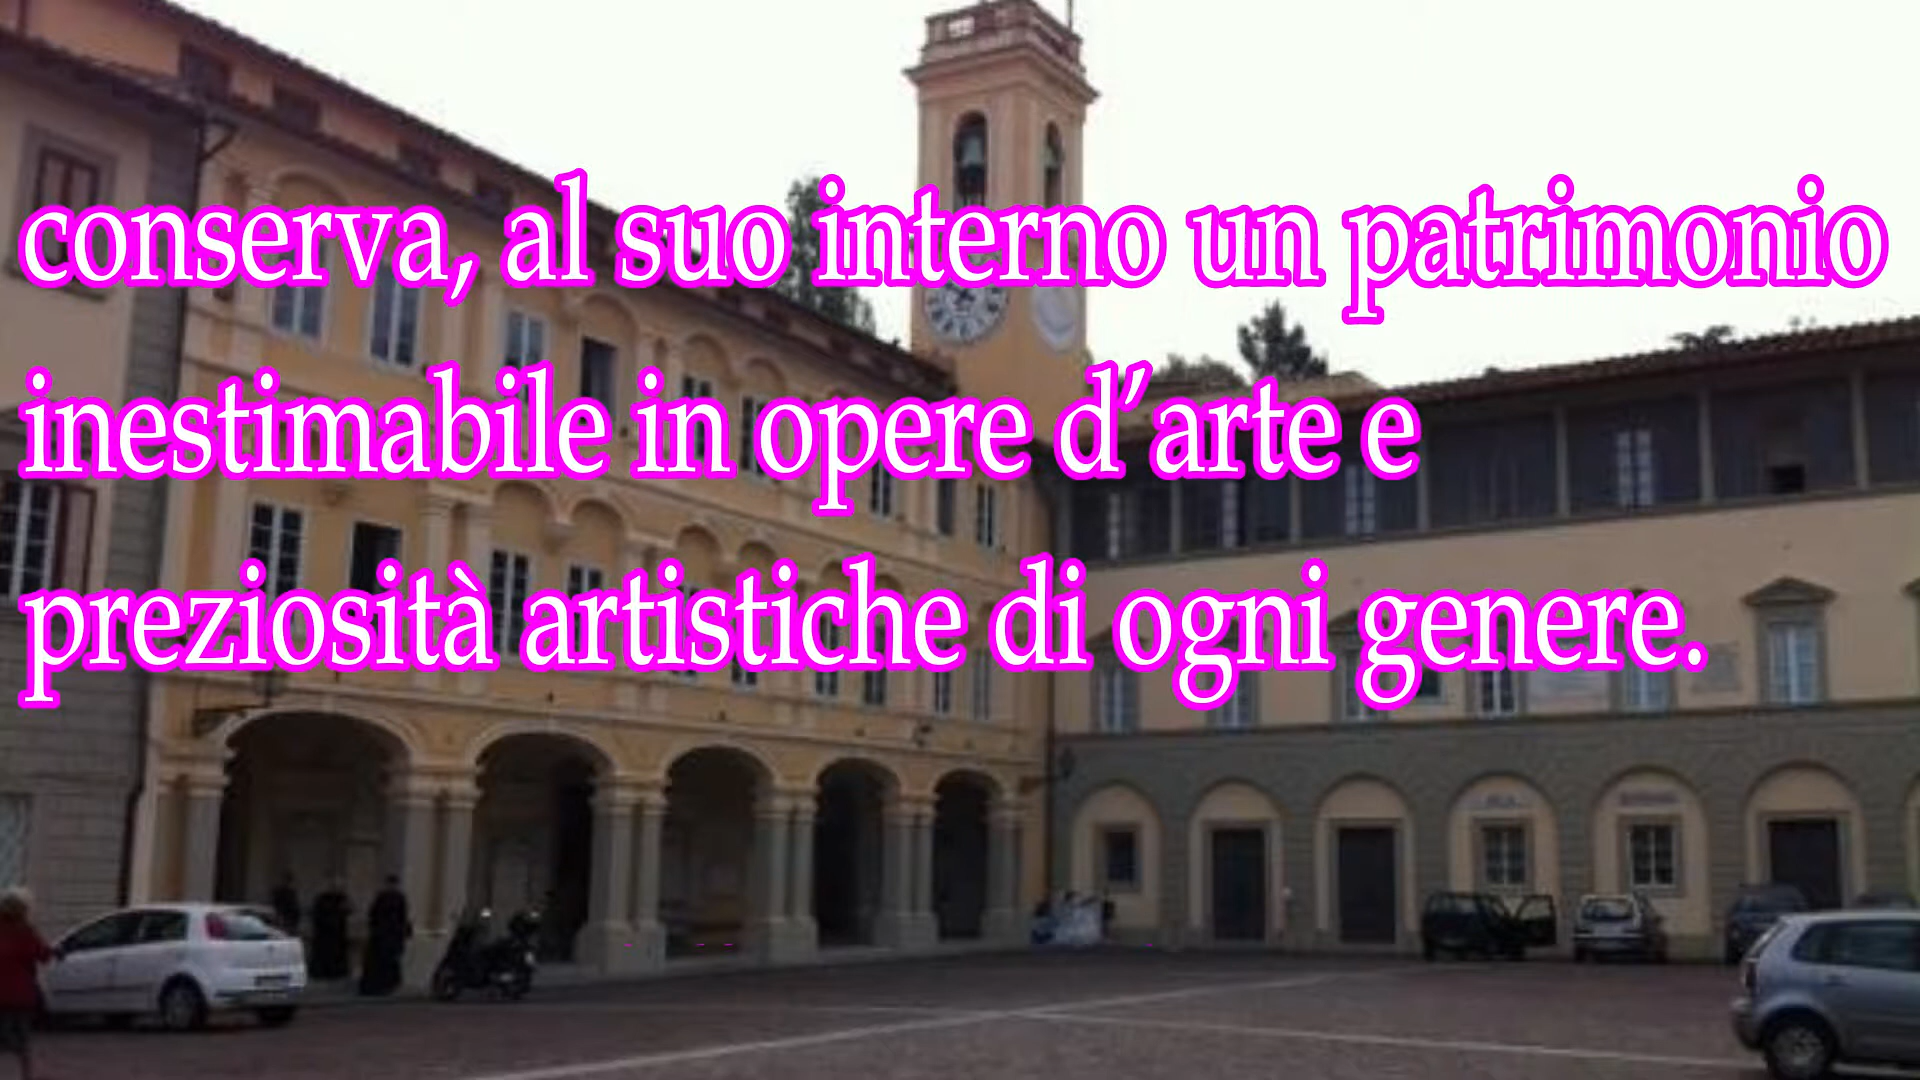 conserva, al suo interno un patrimonio
inestimabile in opere d’arte e
preziosità artistiche di ogni genere.